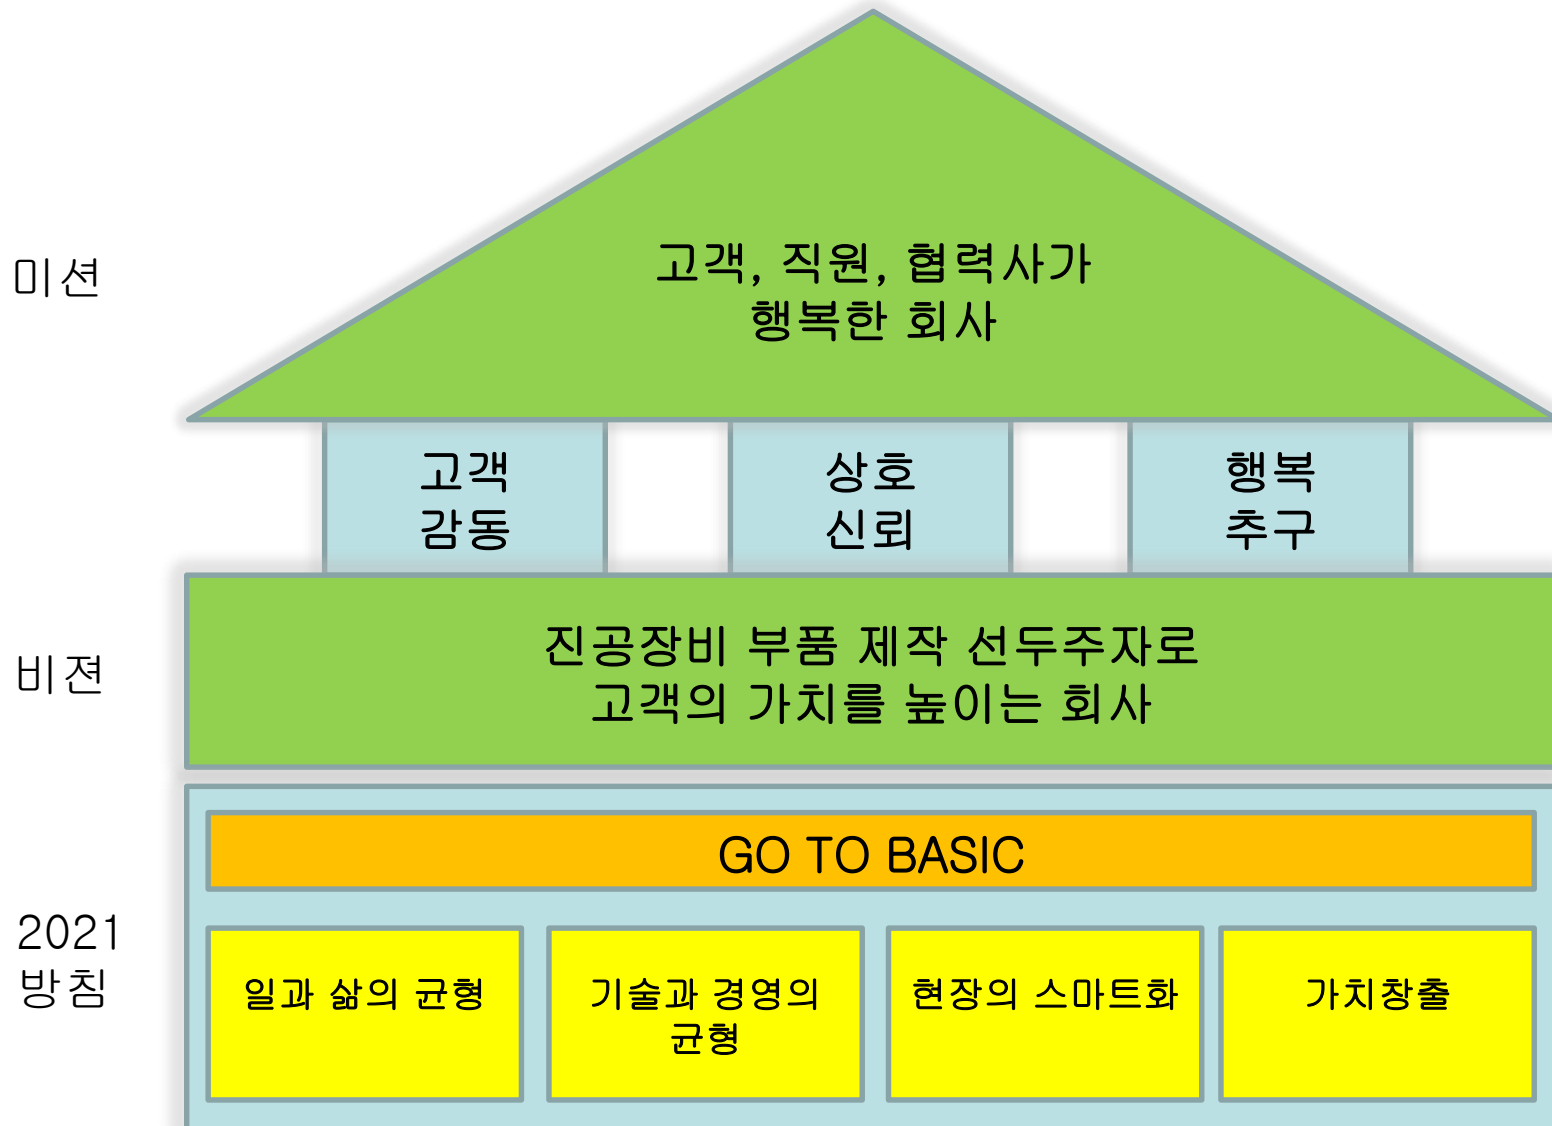 미션
고객, 직원, 협력사가
행복한 회사
고객
감동
상호
신뢰
행복
추구
비젼
진공장비 부품 제작 선두주자로
고객의 가치를 높이는 회사
2021
방침
GO TO BASIC
일과 삶의 균형
기술과 경영의
균형
현장의 스마트화
가치창출